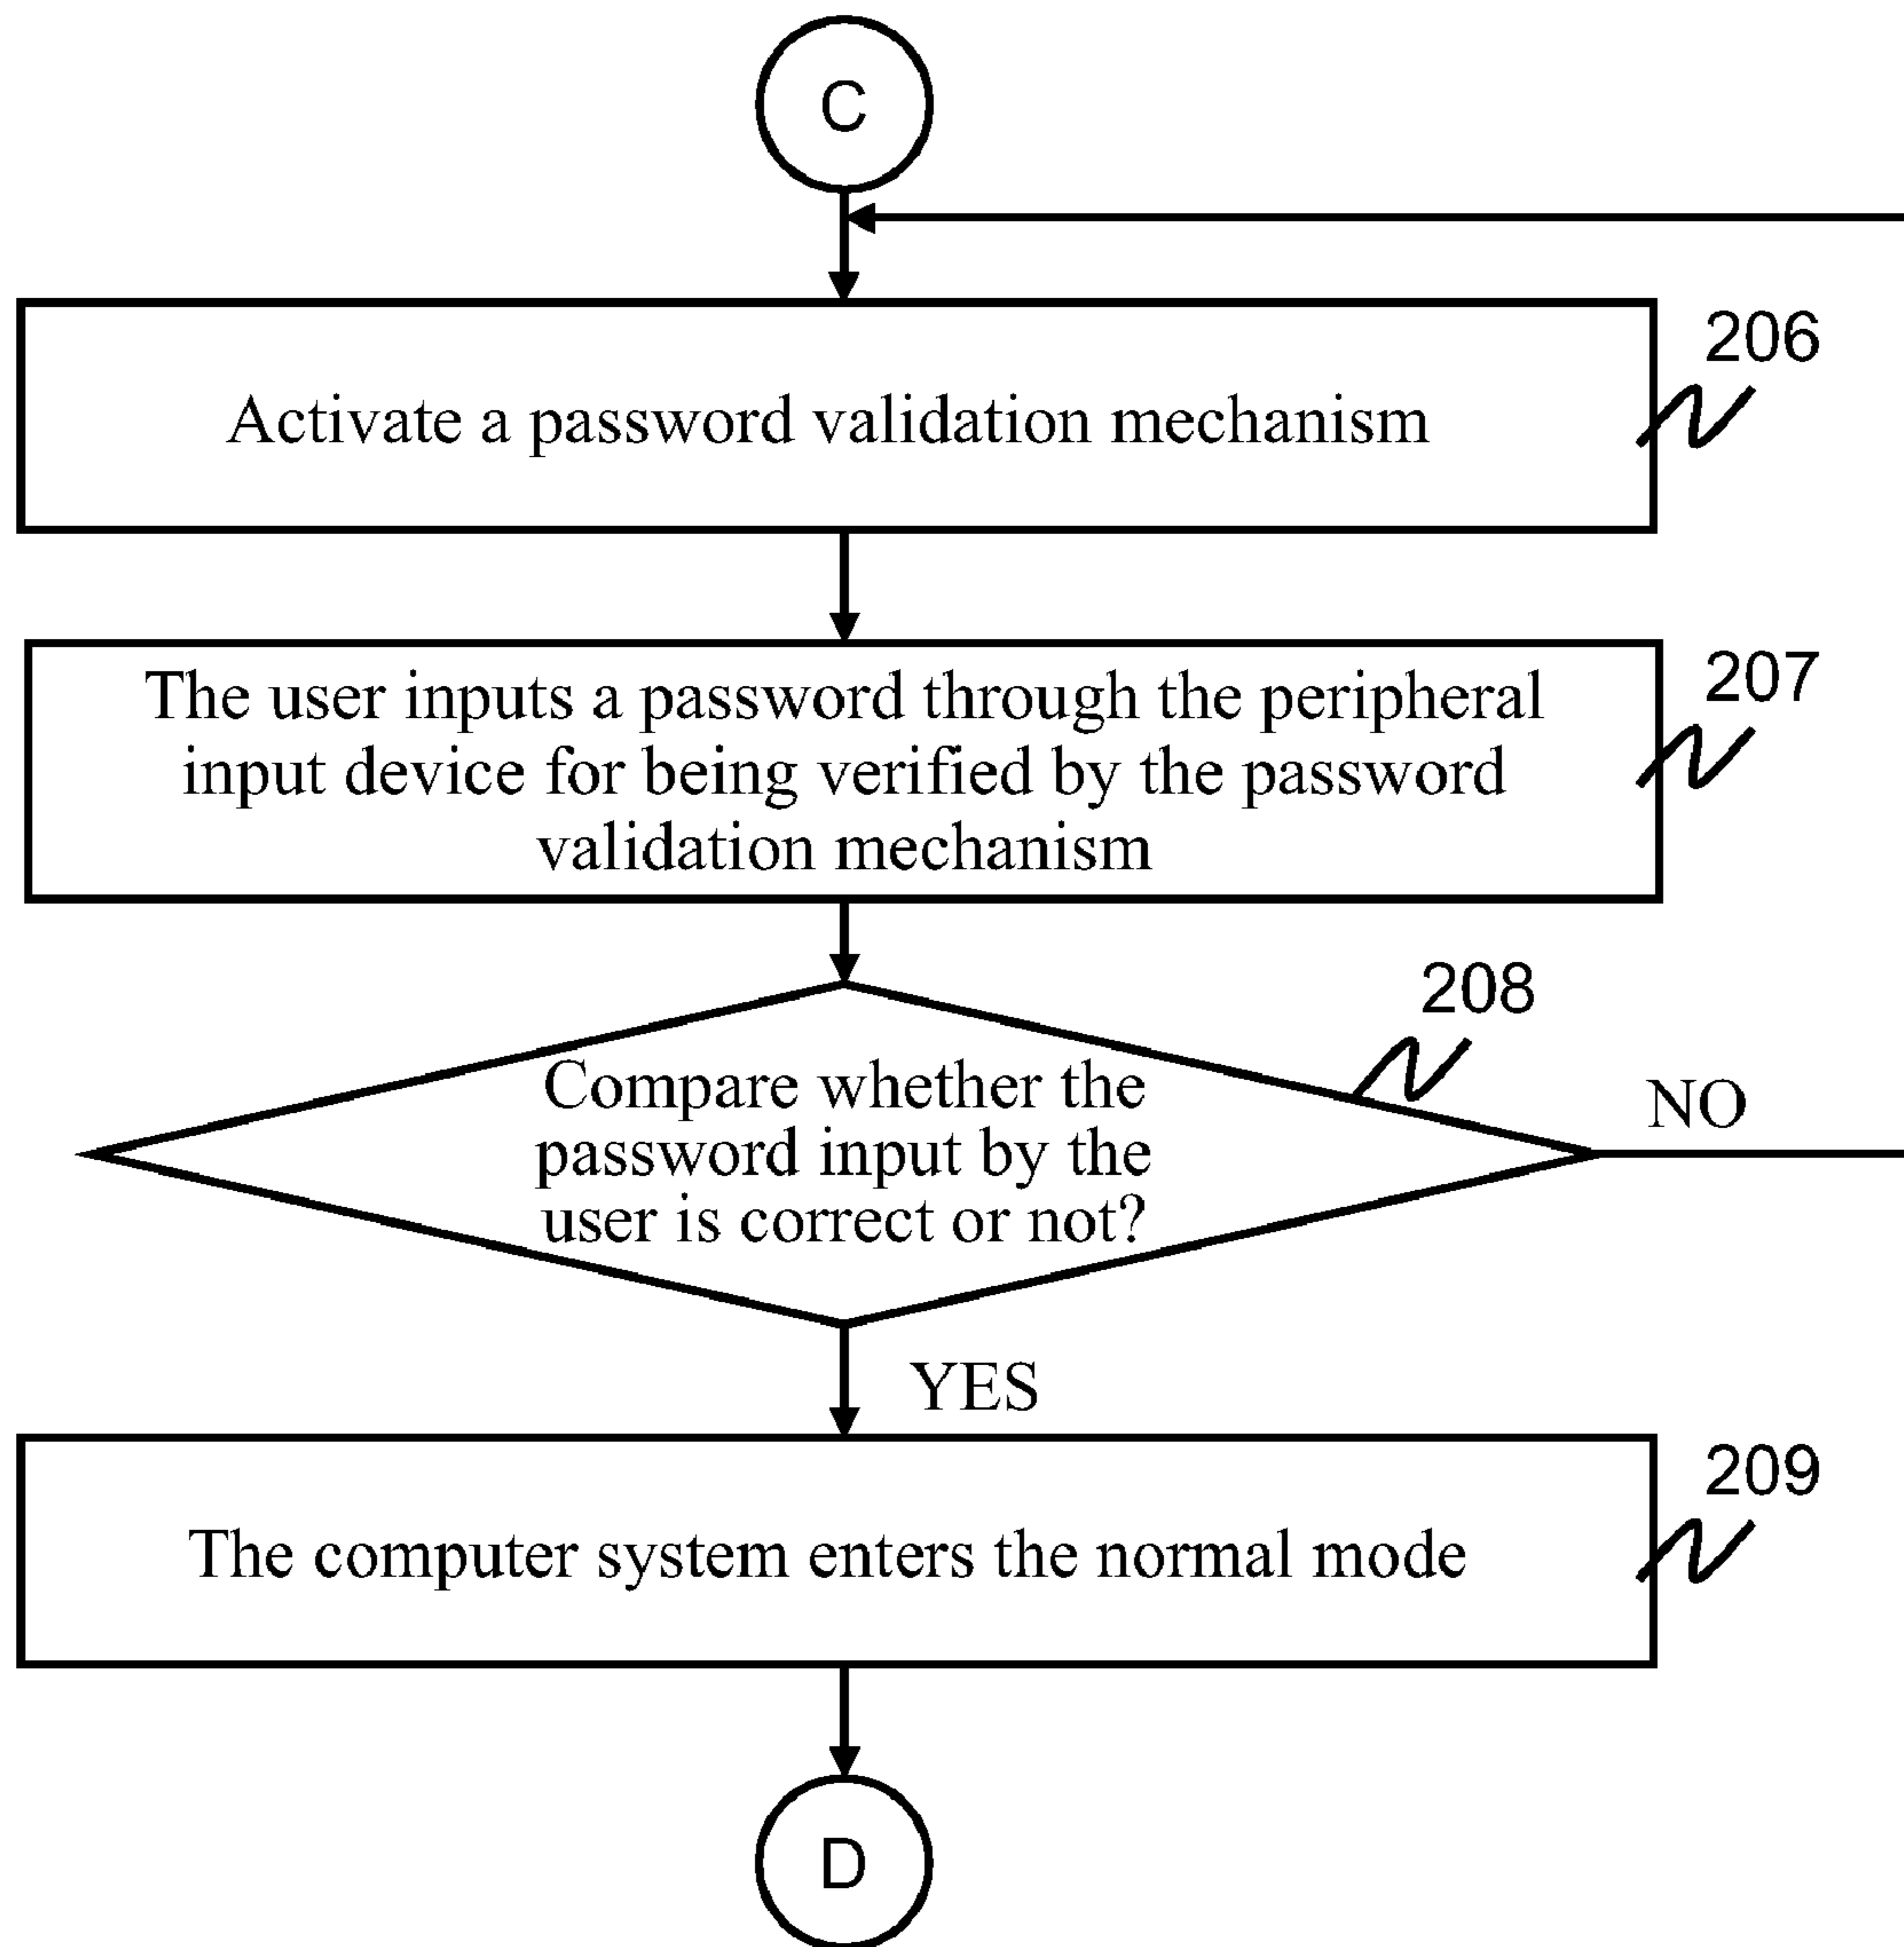 C
206
Activate a password validation mechanism
207
The user inputs a password through the peripheral
input device for being verified by the password
validation mechanism
208
Compare whether the
password input by the
user is correct or not?
NO
YES
209
The computer system enters the normal mode
D